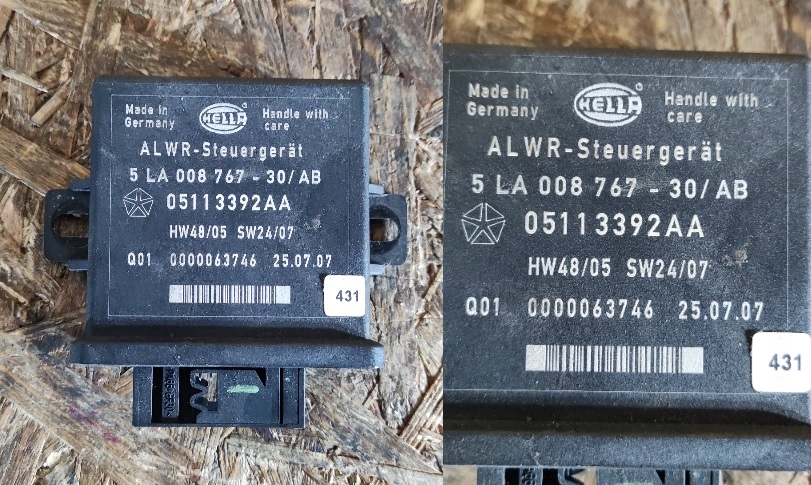 Made in
Germany
HELLA
Handle with
care
ALWR-Steuergerät
5 LA 008 767 - 30/AB
05113392AA
HW48/05 SW24/07
Q01 0000063746 25.07.07
431
Made in
Germany
HELLA
Handle with
care
ALWR-Steuergerät
5 LA 008 767 - 30/AB
05113392AA
HW48/05 SW24/07
Q01 0000063746 25.07.07
431